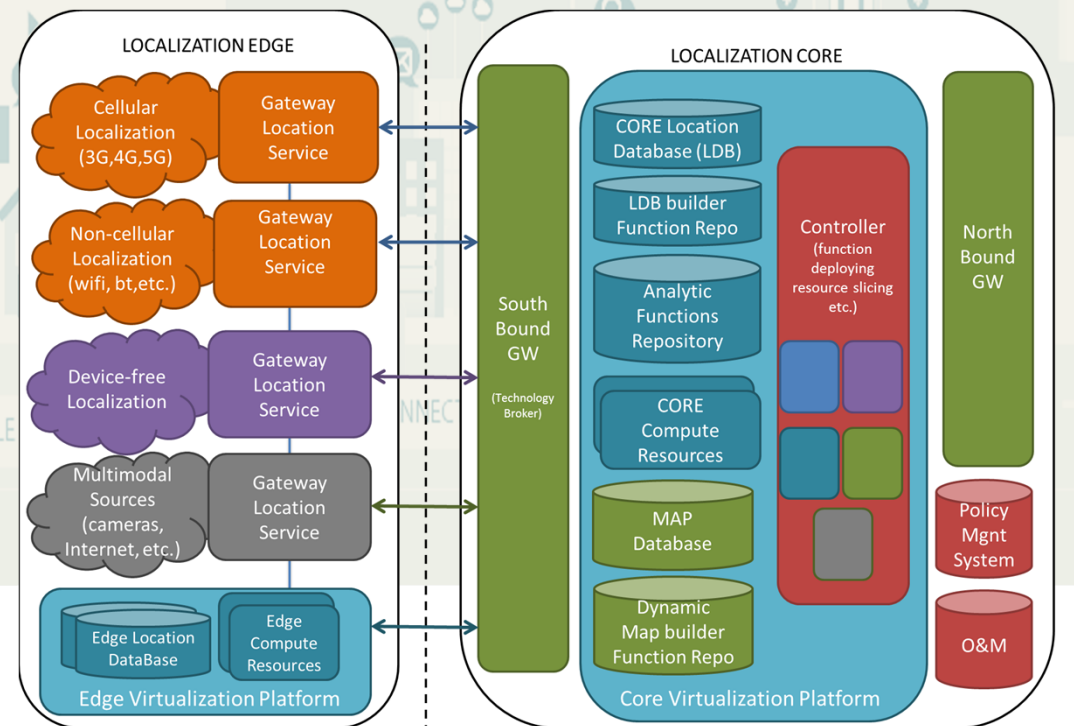 LOCALIZATION EDGE
Cellular
Localization
(3G,4G,5G)
Gateway
Location
Service
Non-cellular
Localization
(wifi, bt,etc.)
Gateway
Location
Service
Device-free
Localization
Gateway
Location
Service
Multimodal
Sources
(cameras,
Internet, etc.)
Gateway
Location
Service
Edge Location
DataBase
Edge
Compute
Resources
Edge Virtualization Platform
LOCALIZATION CORE
South
Bound
GW
(Technology
Broker)
CORE Location
Database (LDB)
LDB builder
Function Repo
Analytic
Functions
Repository
CORE
Compute
Resources
MAP
Database
Dynamic
Map builder
Function Repo
Core Virtualization Platform
Controller
(function
deploying
resource slicing
etc.)
North
Bound
GW
Policy
Mgnt
System
O&M